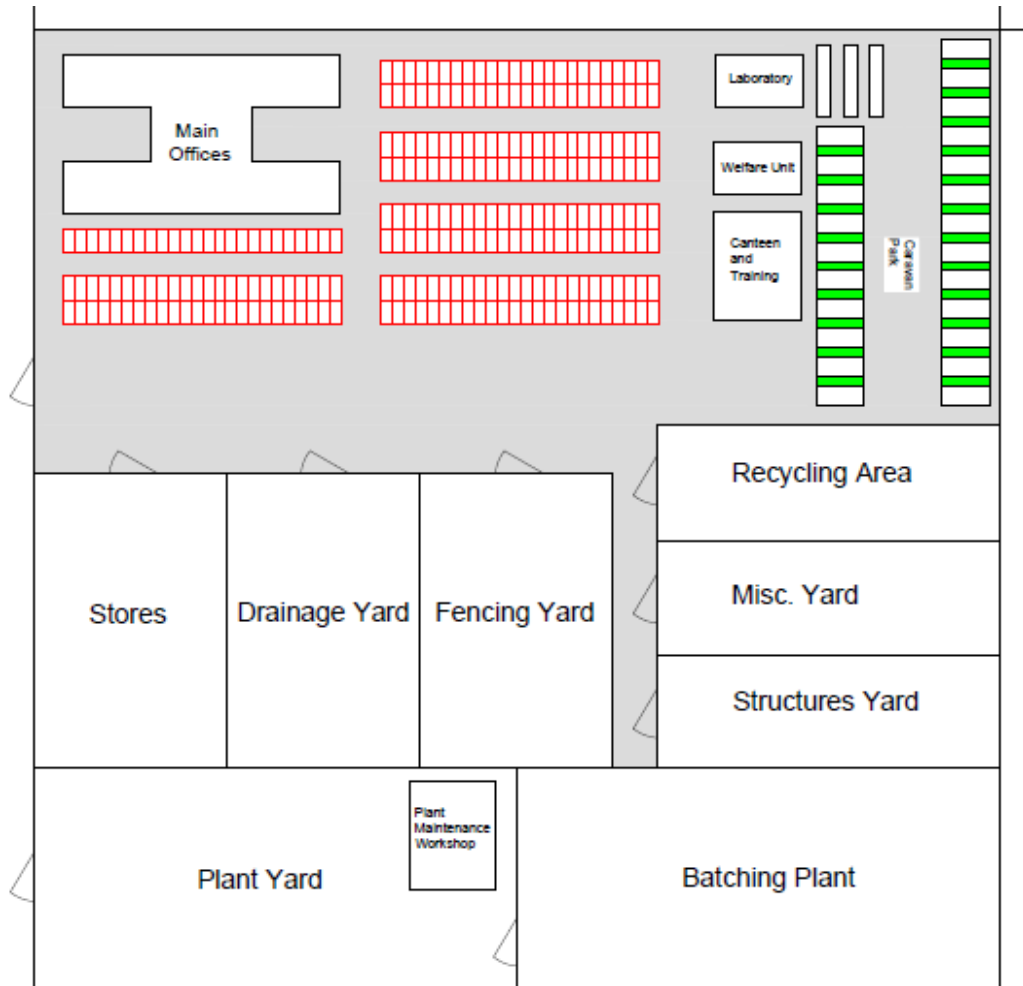 Main
Offices
Laboratory
Welfare Unit
Canteen
and
Training
Caravan
Park
Recycling Area
Misc. Yard
Structures Yard
Stores
Drainage Yard
Fencing Yard
Plant
Maintenance
Workshop
Plant Yard
Batching Plant